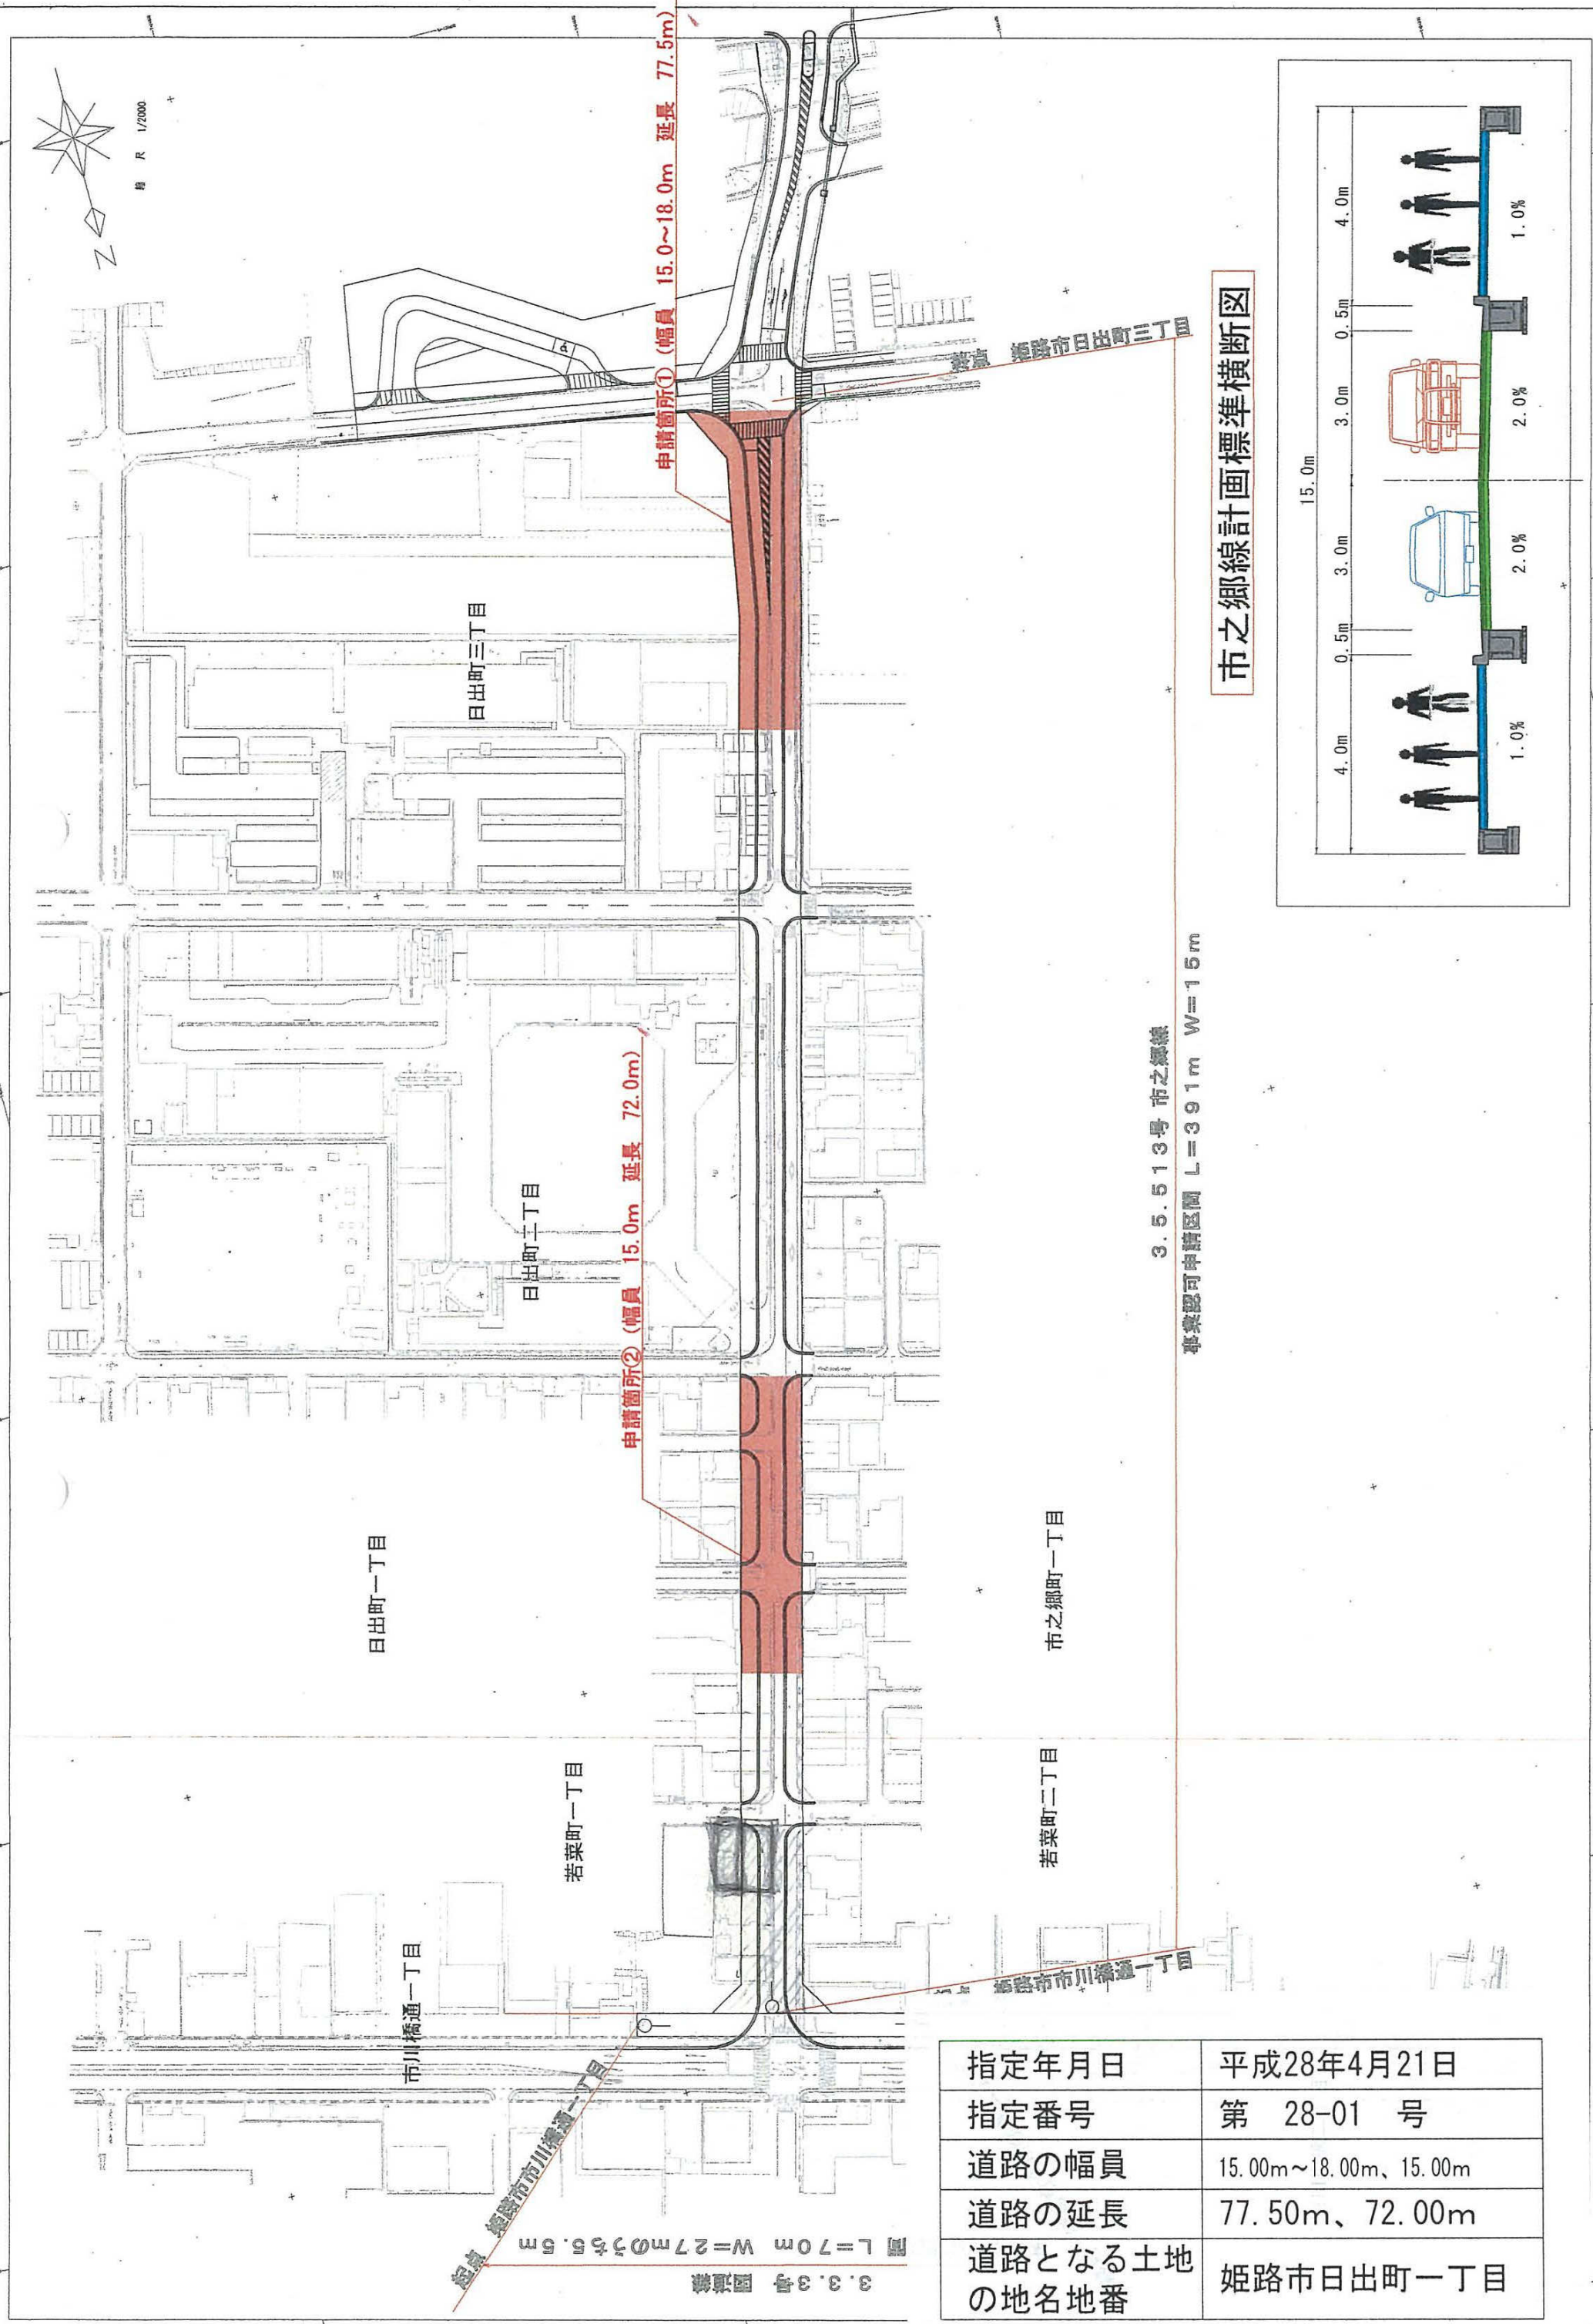 縮 尺 1/2000
N
申請箇所① (幅員 15.0~18.0m 延長 77.5m)
終点 姫路市日出町三丁目
日出町三丁目
申請箇所② (幅員 15.0m 延長 72.0m)
日出町二丁目
日出町一丁目
市之郷町一丁目
若菜町一丁目
若菜町二丁目
市川橋通一丁目
姫路市市川橋通一丁目
起点 姫路市市川橋通一丁目
3.5.513号 市之郷線
事業認可申請区間 L=391m W=15m
3.3.3号 国道線
間 L=70m W=27mのうち5.5m
市之郷線計画標準横断図
15.0m
4.0m
0.5m
3.0m
3.0m
0.5m
4.0m
1.0%
2.0%
2.0%
1.0%
指定年月日 平成28年4月21日
指定番号 第 28-01 号
道路の幅員 15.00m~18.00m、15.00m
道路の延長 77.50m、72.00m
道路となる土地
の地名地番 姫路市日出町一丁目